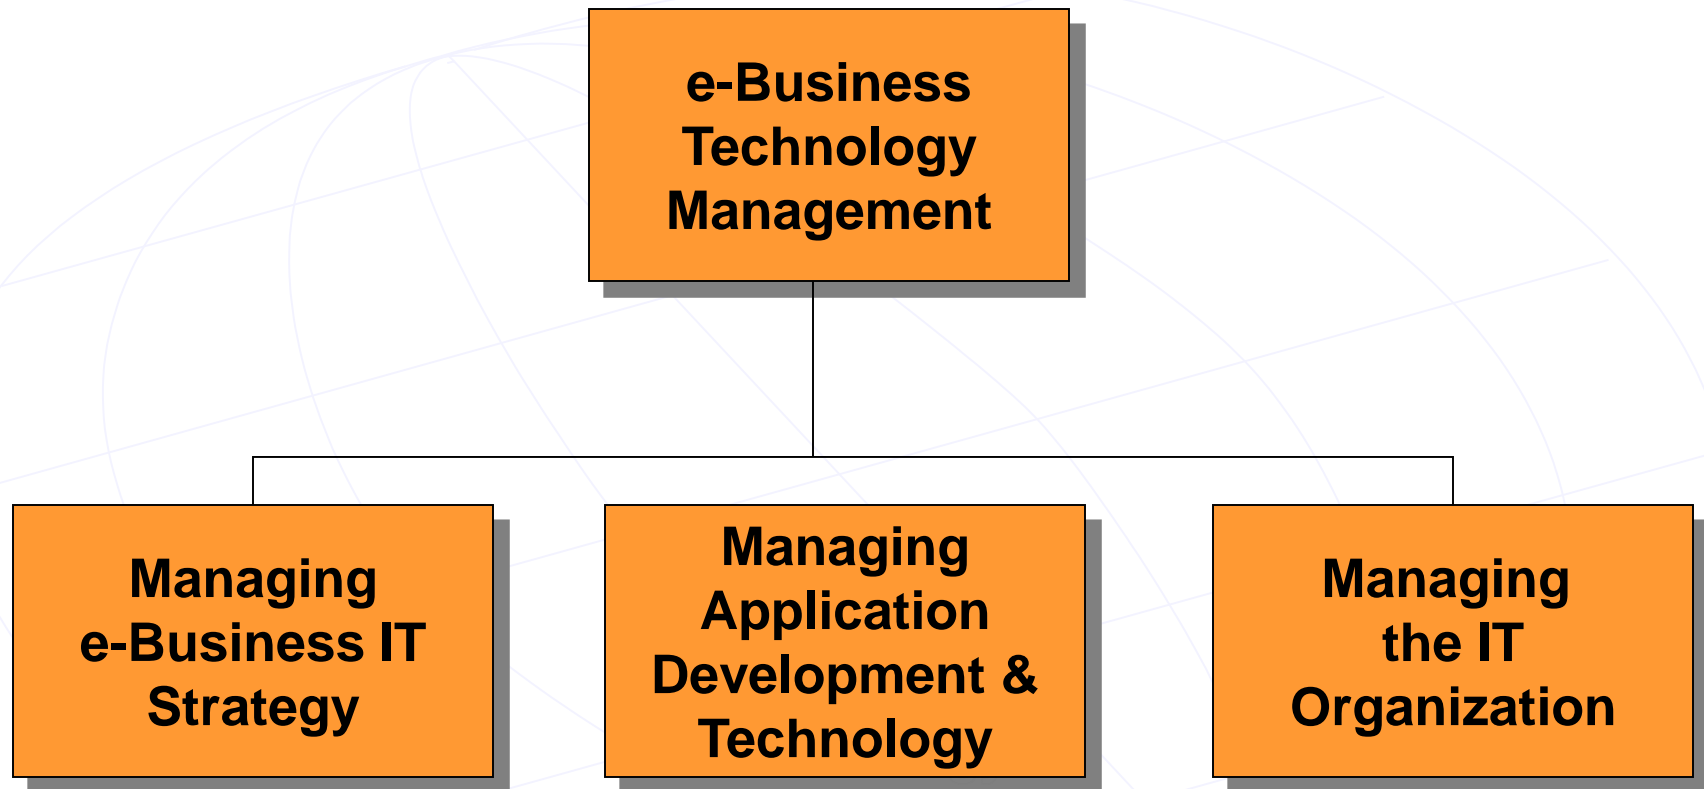 e-Business
Technology
Management
Managing
e-Business IT
Strategy
Managing
Application
Development &
Technology
Managing
the IT
Organization